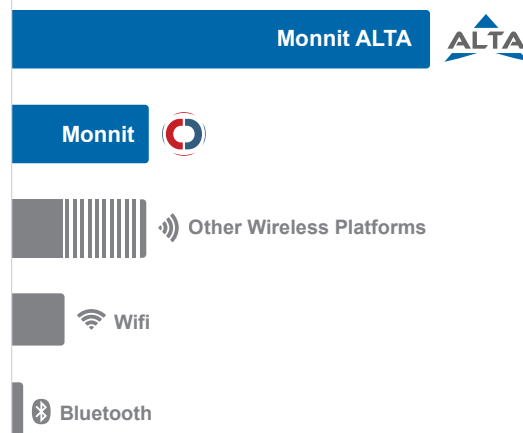 Monnit ALTA
ALTA
Monnit
Other Wireless Platforms
Wifi
Bluetooth